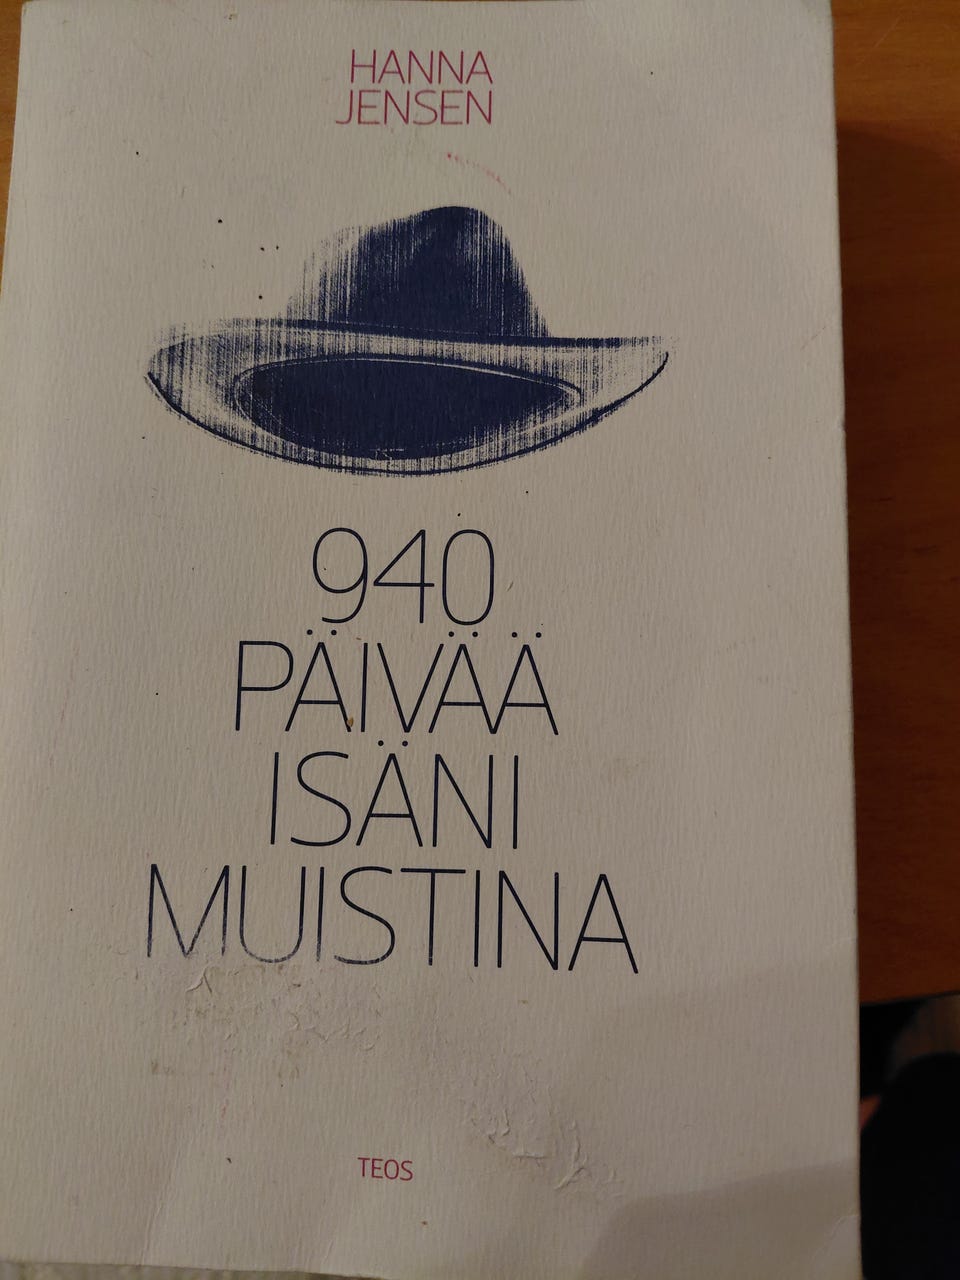 HANNA
JENSEN
940
PÄIVÄÄ
ISÄNI
MUISTINA
TEOS